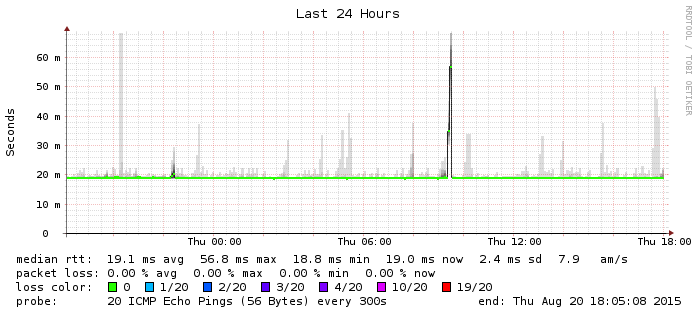 Last 24 Hours
RRDTOOL / TOBI OETIKER
Seconds
60 m
50 m
40 m
30 m
20 m
10 m
0
Thu 00:00 Thu 06:00 Thu 12:00 Thu 18:00
median rtt: 19.1 ms avg 56.8 ms max 18.8 ms min 19.0 ms now 2.4 ms sd 7.9 am/s
packet loss: 0.00 % avg 0.00 % max 0.00 % min 0.00 % now
loss color: 0 1/20 2/20 3/20 4/20 10/20 19/20
probe: 20 ICMP Echo Pings (56 Bytes) every 300s end: Thu Aug 20 18:05:08 2015